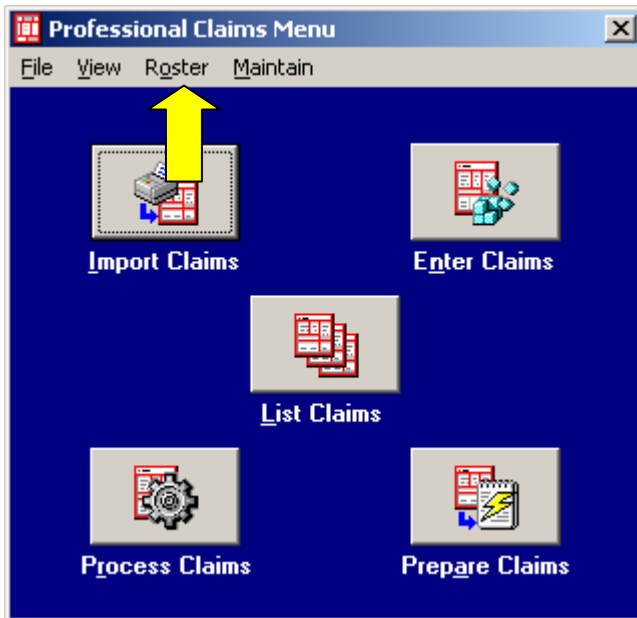 Professional Claims Menu
File View Roster Maintain
Import Claims
Enter Claims
List Claims
Process Claims
Prepare Claims